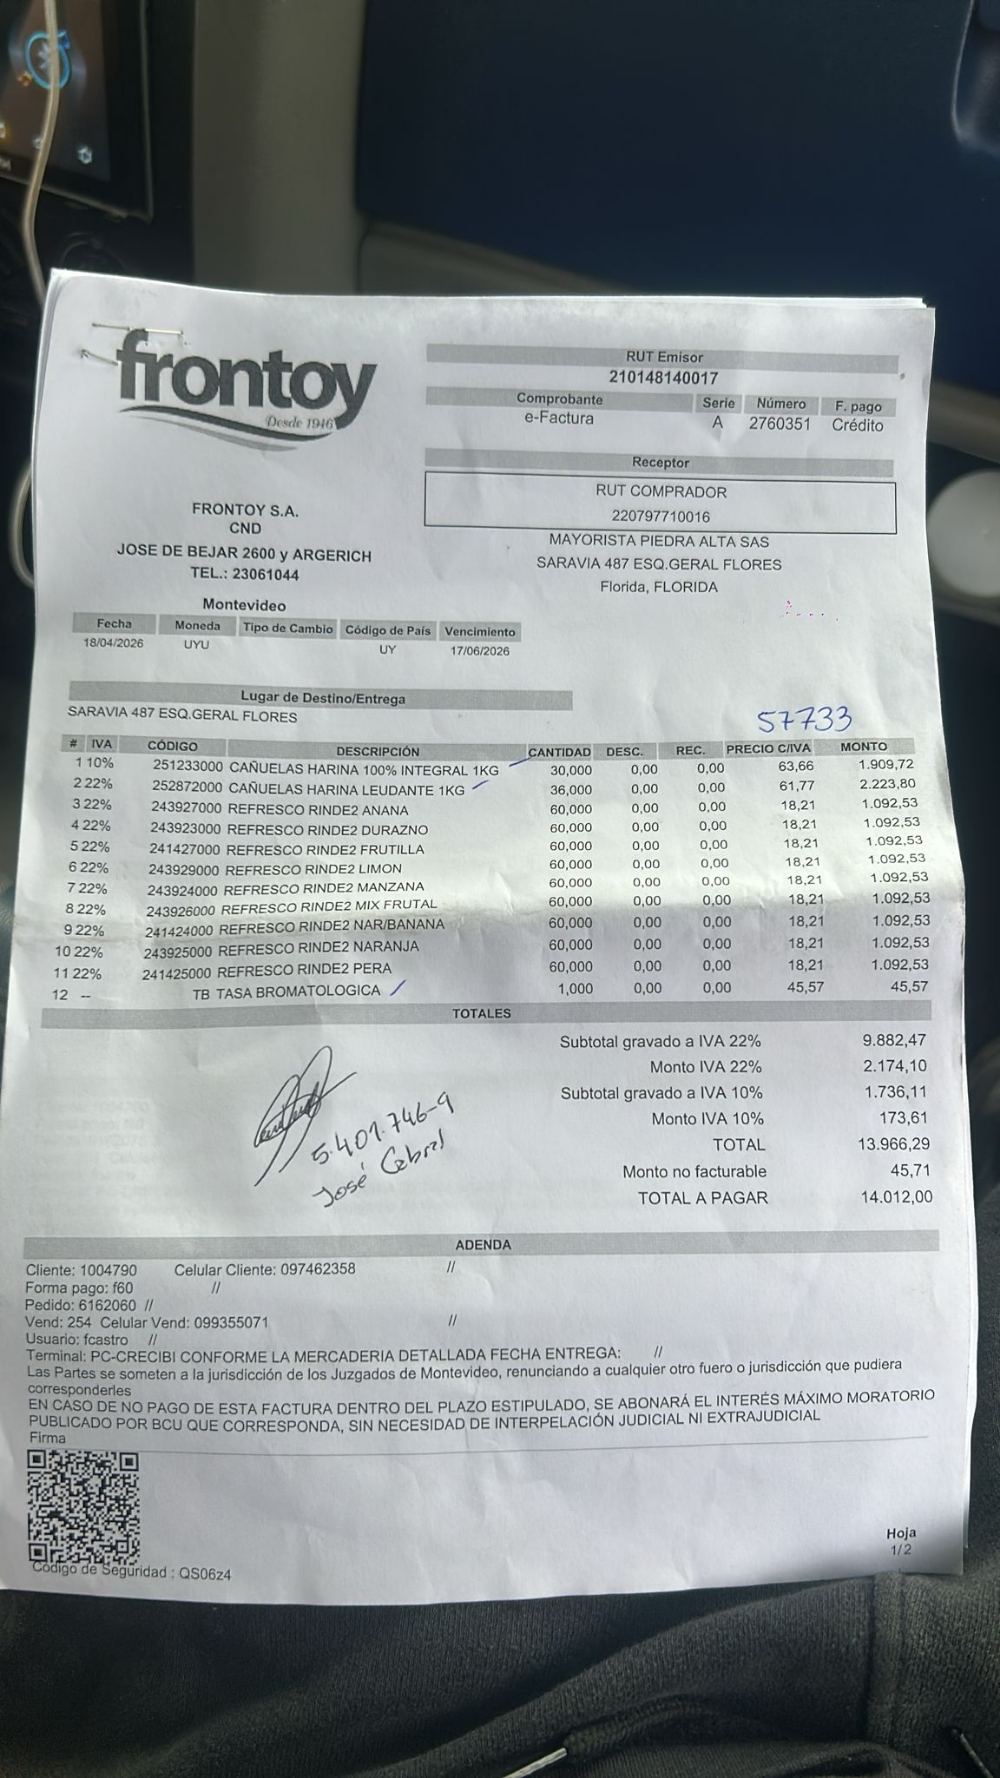 frontoy
Desde 1946
RUT Emisor
210148140017
Comprobante Serie Número F. pago
e-Factura A 2760351 Crédito
Receptor
RUT COMPRADOR
220797710016
MAYORISTA PIEDRA ALTA SAS
SARAVIA 487 ESQ.GERAL FLORES
Florida, FLORIDA
FRONTOY S.A.
CND
JOSE DE BEJAR 2600 y ARGERICH
TEL.: 23061044
Montevideo
Fecha Moneda Tipo de Cambio Código de País Vencimiento
18/04/2026 UYU UY 17/06/2026
Lugar de Destino/Entrega
SARAVIA 487 ESQ.GERAL FLORES
57733
# IVA CÓDIGO DESCRIPCIÓN CANTIDAD DESC. REC. PRECIO C/IVA MONTO
1 10% 251233000 CAÑUELAS HARINA 100% INTEGRAL 1KG 30,000 0,00 0,00 63,66 1.909,72
2 22% 252872000 CAÑUELAS HARINA LEUDANTE 1KG 36,000 0,00 0,00 61,77 2.223,80
3 22% 243927000 REFRESCO RINDE2 ANANA 60,000 0,00 0,00 18,21 1.092,53
4 22% 243923000 REFRESCO RINDE2 DURAZNO 60,000 0,00 0,00 18,21 1.092,53
5 22% 241427000 REFRESCO RINDE2 FRUTILLA 60,000 0,00 0,00 18,21 1.092,53
6 22% 243929000 REFRESCO RINDE2 LIMON 60,000 0,00 0,00 18,21 1.092,53
7 22% 243924000 REFRESCO RINDE2 MANZANA 60,000 0,00 0,00 18,21 1.092,53
8 22% 243926000 REFRESCO RINDE2 MIX FRUTAL 60,000 0,00 0,00 18,21 1.092,53
9 22% 241424000 REFRESCO RINDE2 NAR/BANANA 60,000 0,00 0,00 18,21 1.092,53
10 22% 243925000 REFRESCO RINDE2 NARANJA 60,000 0,00 0,00 18,21 1.092,53
11 22% 241425000 REFRESCO RINDE2 PERA 60,000 0,00 0,00 18,21 1.092,53
12 -- TB TASA BROMATOLOGICA 1,000 0,00 0,00 45,57 45,57
TOTALES
Subtotal gravado a IVA 22% 9.882,47
Monto IVA 22% 2.174,10
Subtotal gravado a IVA 10% 1.736,11
Monto IVA 10% 173,61
TOTAL 13.966,29
Monto no facturable 45,71
TOTAL A PAGAR 14.012,00
5.401.746-9
José Cabral
ADENDA
Cliente: 1004790 Celular Cliente: 097462358 //
Forma pago: f60 //
Pedido: 6162060 //
Vend: 254 Celular Vend: 099355071 //
Usuario: fcastro //
Terminal: PC-CRECIBI CONFORME LA MERCADERIA DETALLADA FECHA ENTREGA: //
Las Partes se someten a la jurisdicción de los Juzgados de Montevideo, renunciando a cualquier otro fuero o jurisdicción que pudiera
corresponderles
EN CASO DE NO PAGO DE ESTA FACTURA DENTRO DEL PLAZO ESTIPULADO, SE ABONARÁ EL INTERÉS MÁXIMO MORATORIO
PUBLICADO POR BCU QUE CORRESPONDA, SIN NECESIDAD DE INTERPELACIÓN JUDICIAL NI EXTRAJUDICIAL
Firma
Código de Seguridad : QS06z4
Hoja
1/2